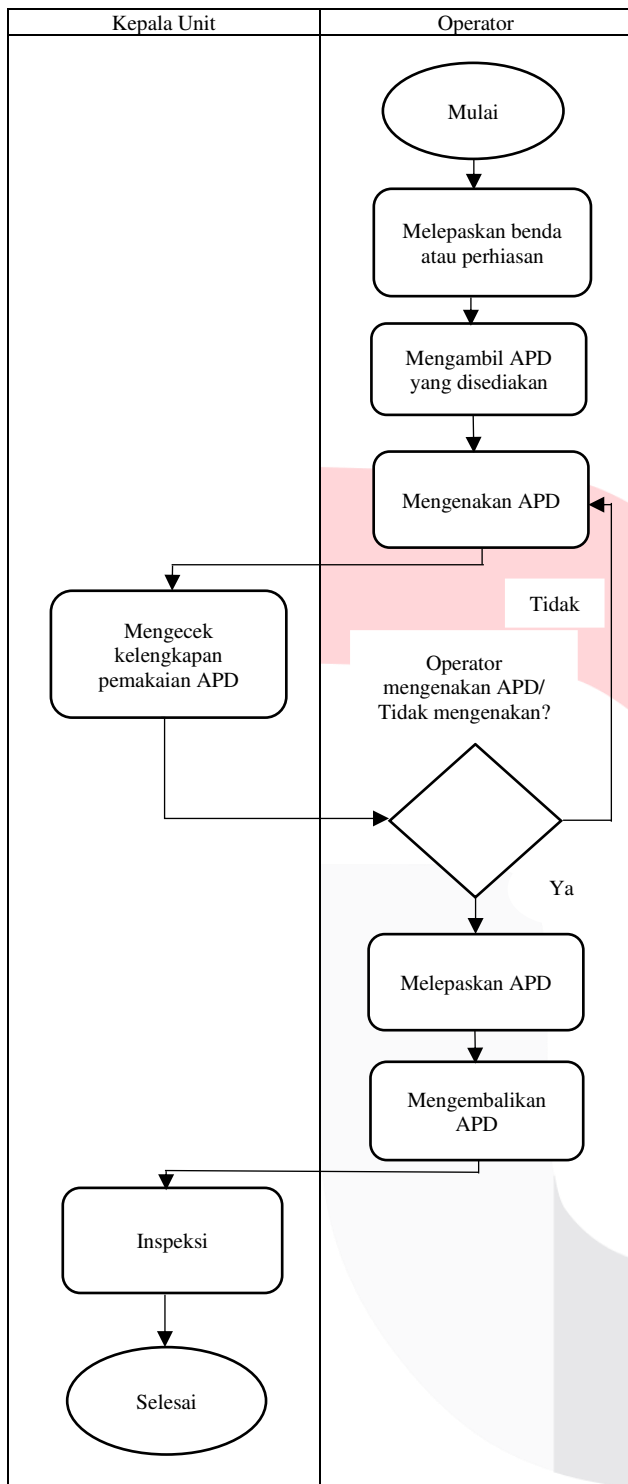 Kepala Unit
Operator
Mulai
Melepaskan benda
atau perhiasan
Mengambil APD
yang disediakan
Mengenakan APD
Tidak
Mengecek
kelengkapan
pemakaian APD
Operator
mengenakan APD/
Tidak mengenakan?
Ya
Melepaskan APD
Mengembalikan
APD
Inspeksi
Selesai